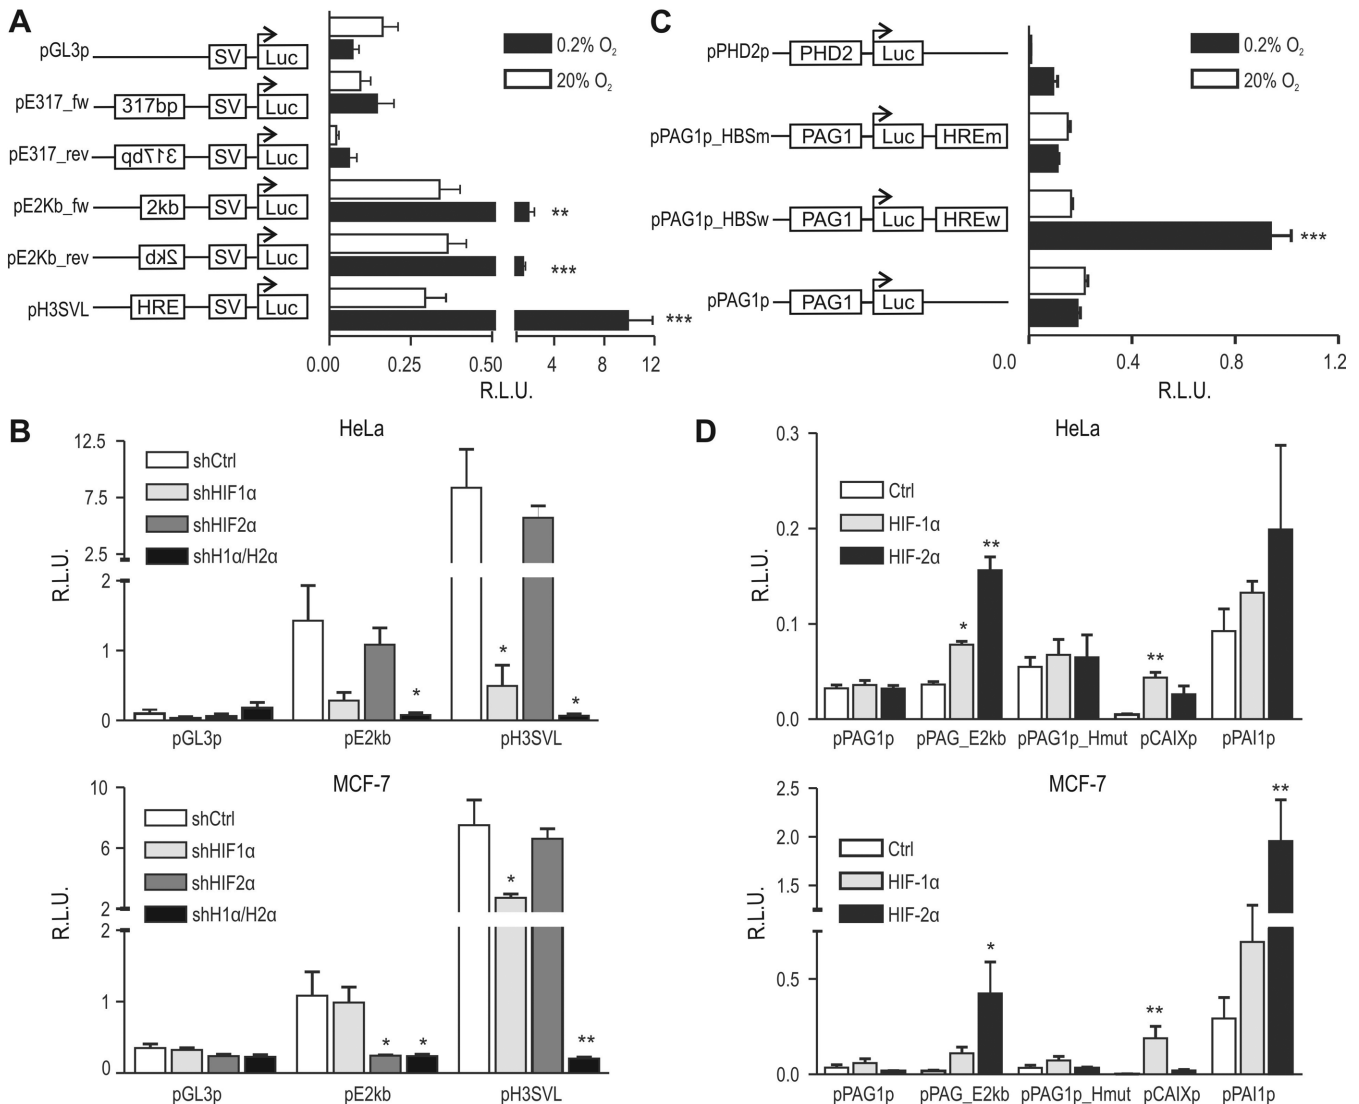 A
pGL3p
SV
Luc
pE317_fw
317bp
SV
Luc
pE317_rev
317bp
SV
Luc
pE2Kb_fw
2kb
SV
Luc
**
pE2Kb_rev
2kb
SV
Luc
***
pH3SVL
HRE
SV
Luc
***
0.2% O₂
20% O₂
0.00 0.25 0.50 4 8 12
R.L.U.
C
pPHD2p
PHD2
Luc
pPAG1p_HBSm
PAG1
Luc
HREm
pPAG1p_HBSw
PAG1
Luc
HREw
***
pPAG1p
PAG1
Luc
0.2% O₂
20% O₂
0.0 0.4 0.8 1.2
R.L.U.
B
HeLa
12.5
7.5
2.5
2
1
0
R.L.U.
shCtrl
shHIF1α
shHIF2α
shH1α/H2α
*
*
*
pGL3p pE2kb pH3SVL
MCF-7
10
6
2
2
1
0
R.L.U.
shCtrl
shHIF1α
shHIF2α
shH1α/H2α
* * * **
pGL3p pE2kb pH3SVL
D
HeLa
0.3
0.2
0.1
0.0
R.L.U.
Ctrl
HIF-1α
HIF-2α
* ** **
pPAG1p pPAG_E2kb pPAG1p_Hmut pCAIXp pPAI1p
MCF-7
2.5
2.0
1.5
0.5
0.0
R.L.U.
Ctrl
HIF-1α
HIF-2α
* ** **
pPAG1p pPAG_E2kb pPAG1p_Hmut pCAIXp pPAI1p